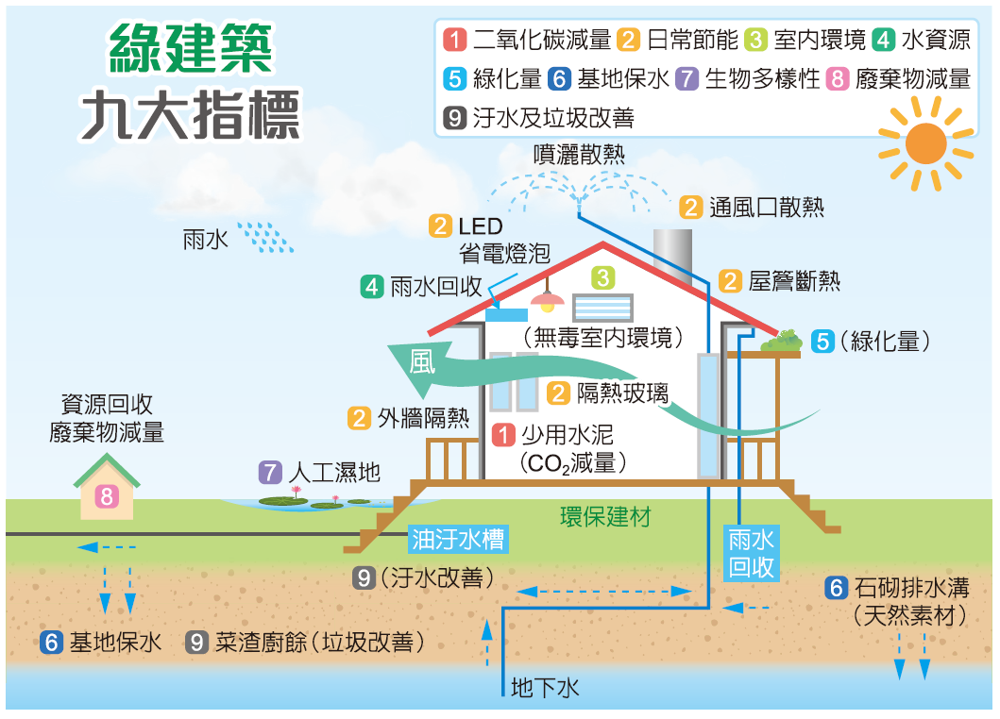 綠建築
九大指標
1 二氧化碳減量 2 日常節能 3 室內環境 4 水資源
5 綠化量 6 基地保水 7 生物多樣性 8 廢棄物減量
9 汙水及垃圾改善
噴灑散熱
2 通風口散熱
雨水
2 LED
省電燈泡
4 雨水回收
3
(無毒室內環境)
2 屋簷斷熱
5 (綠化量)
風
2 隔熱玻璃
2 外牆隔熱
1 少用水泥
(CO₂減量)
資源回收
廢棄物減量
8
7 人工濕地
環保建材
油汙水槽
雨水
回收
9 (汙水改善)
6 石砌排水溝
(天然素材)
6 基地保水
9 菜渣廚餘(垃圾改善)
地下水